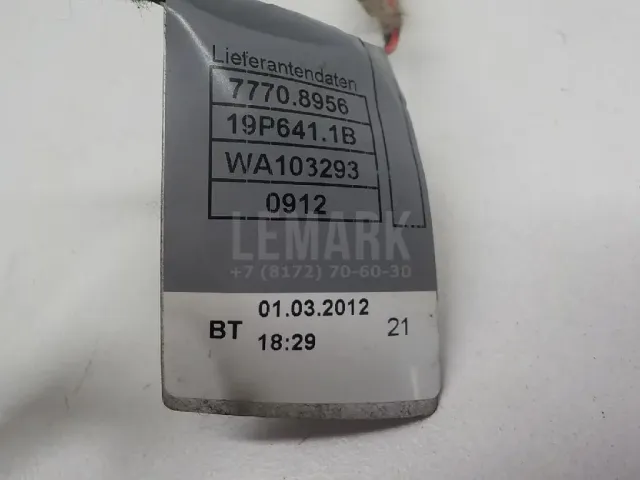 Lieferantendaten
7770.8956
19P641.1B
WA103293
0912
LEMARK
+7 (8172) 70-60-30
01.03.2012
BT 21
18:29